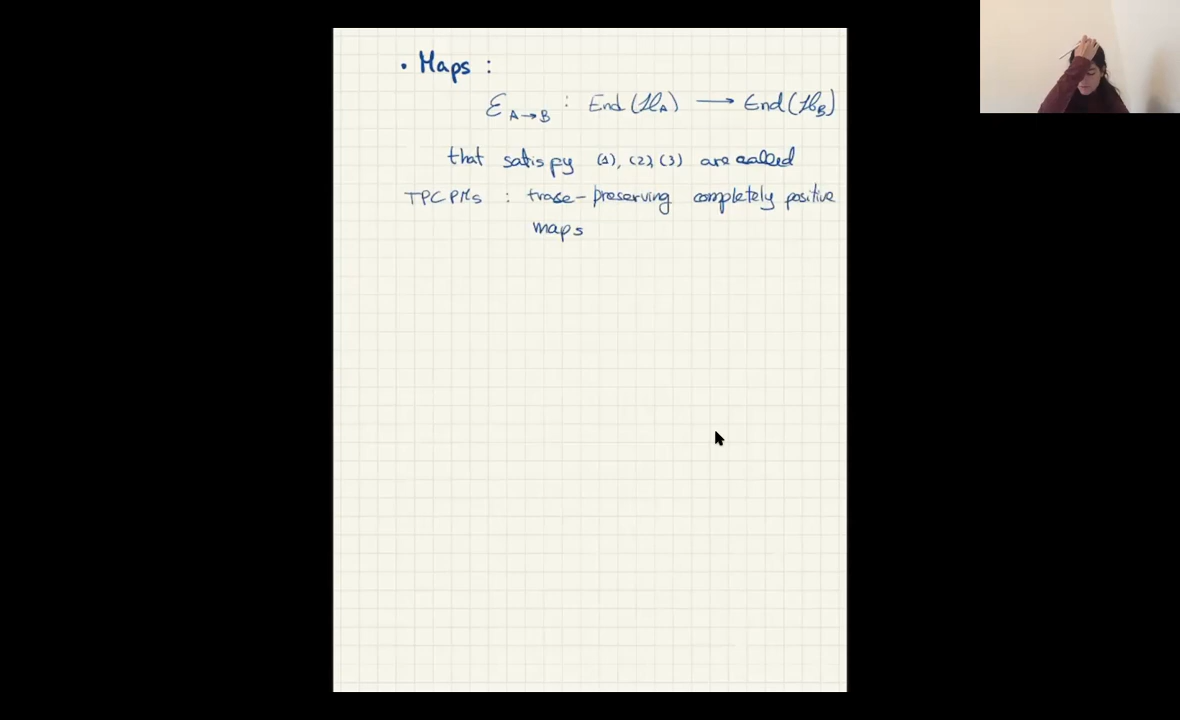 • Maps :
ℰ_{A→B} : End(ℋ_A) ⟶ End(ℋ_B)
that satisfy (1), (2), (3) are called
TPCPMs : trace-preserving completely positive
maps